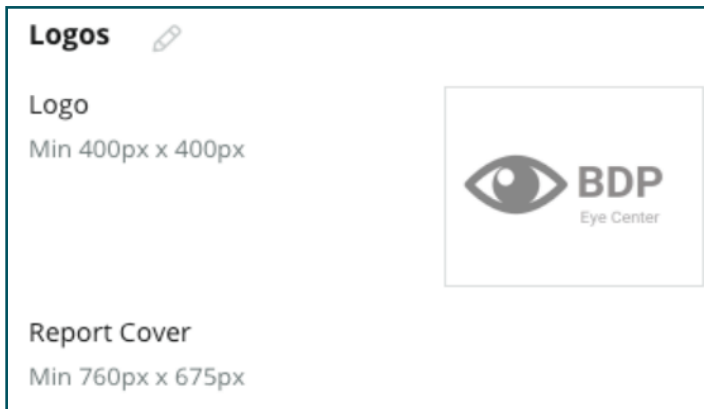 Logos
Logo
Min 400px x 400px
BDP
Eye Center
Report Cover
Min 760px x 675px